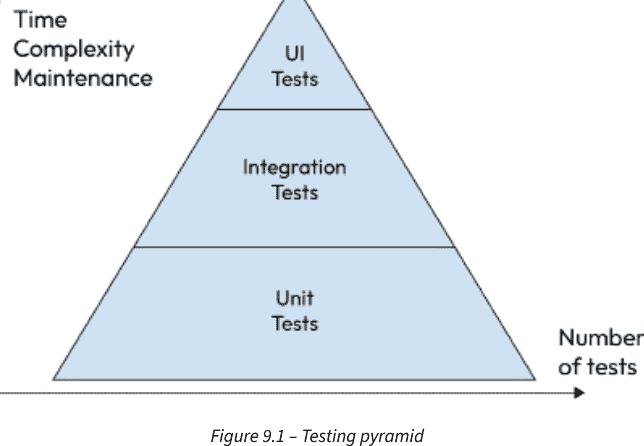 Time
Complexity
Maintenance
UI
Tests
Integration
Tests
Unit
Tests
Number
of tests
Figure 9.1 – Testing pyramid